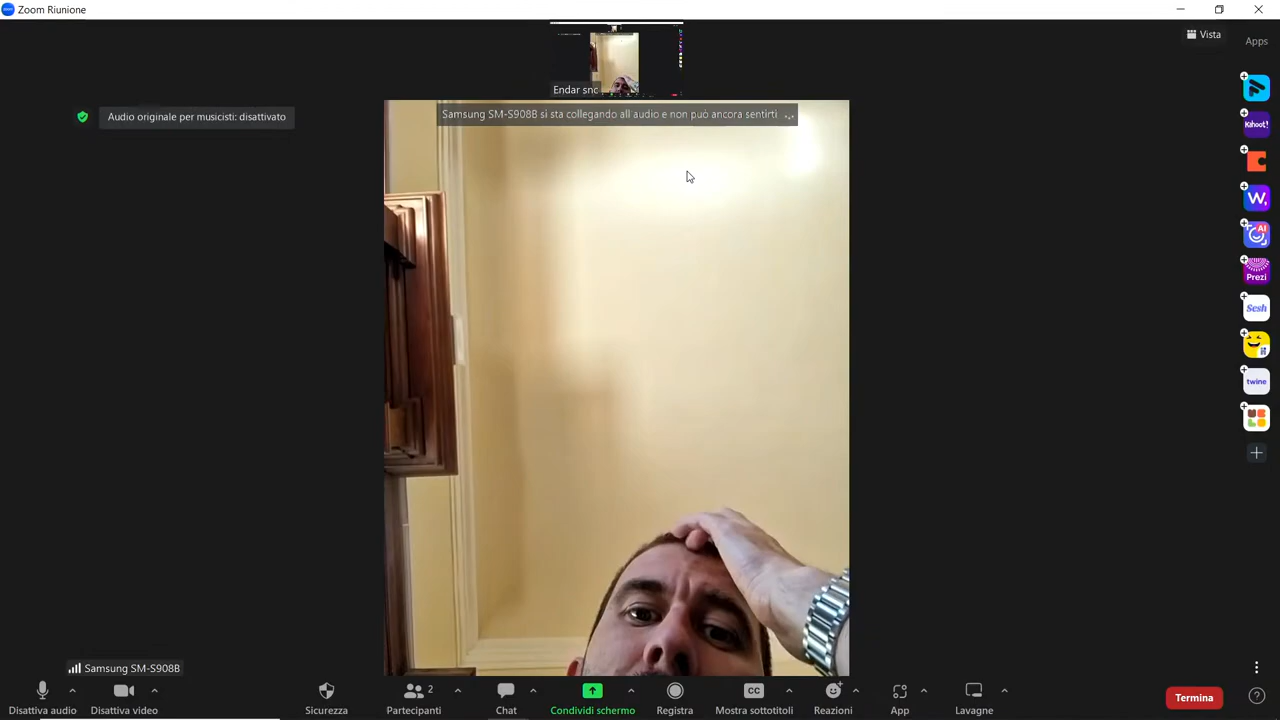 Zoom Riunione
Vista
Apps
Endar snc
Audio originale per musicisti: disattivato
Samsung SM-S908B si sta collegando all audio e non può ancora sentirti
Kahoot!
W
AI
Prezi
Sesh
twine
Samsung SM-S908B
2
CC
Disattiva audio
Disattiva video
Sicurezza
Partecipanti
Chat
Condividi schermo
Registra
Mostra sottotitoli
Reazioni
App
Lavagne
Termina